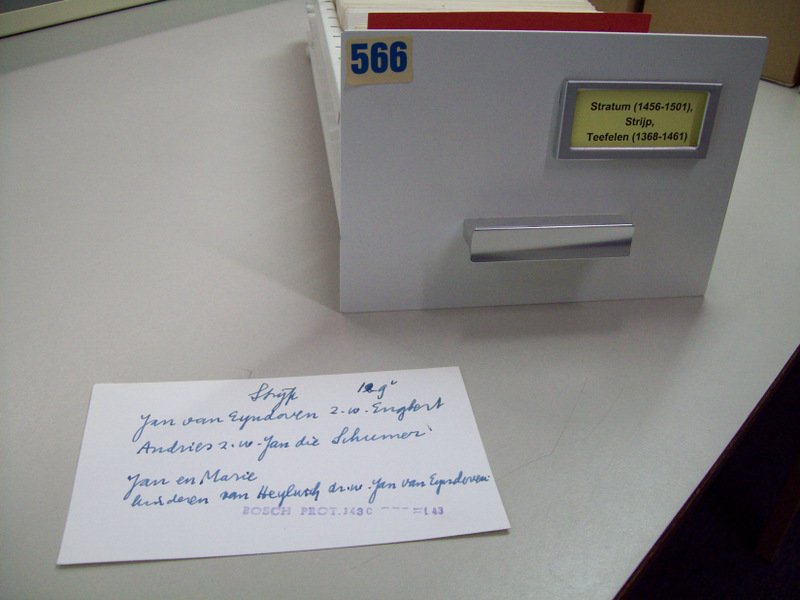 566
Stratum (1456-1501),
Strijp,
Teefelen (1368-1461)
Strijp
Jan van Eyndoven z.w. Engbert
Andries z.w. Jan die Schumer
Jan en Marie
kinderen van Heylwich dr.w. Jan van Eyndoven
BOSCH PROT. 1430